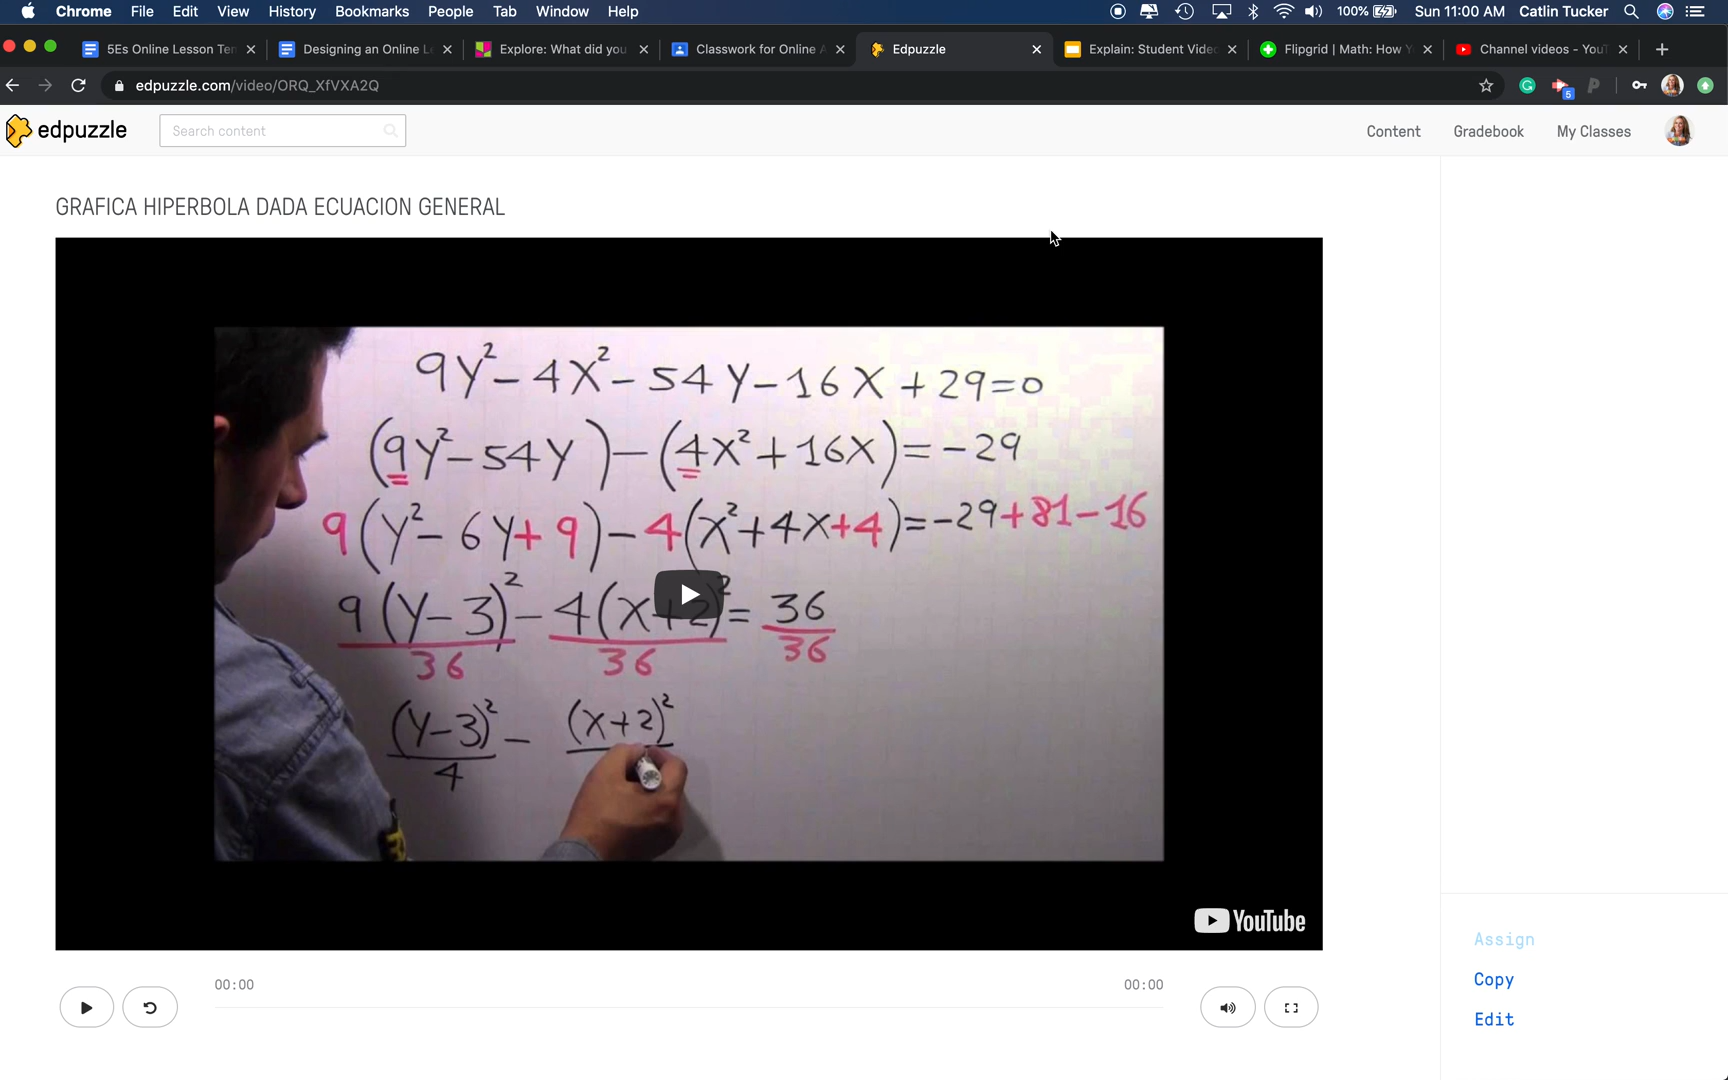 Chrome File Edit View History Bookmarks People Tab Window Help 100% Sun 11:00 AM Catlin Tucker
5Es Online Lesson Tem Designing an Online L Explore: What did you Classwork for Online A Edpuzzle Explain: Student Video Flipgrid | Math: How Y Channel videos - YouT
edpuzzle.com/video/ORQ_XfVXA2Q 5
edpuzzle Search content Content Gradebook My Classes
GRAFICA HIPERBOLA DADA ECUACION GENERAL
9Y² - 4X² - 54Y - 16X + 29 = 0
(9Y² - 54Y) - (4X² + 16X) = -29
9(Y² - 6Y + 9) - 4(X² + 4X + 4) = -29 + 81 - 16
9(Y - 3)² - 4(X + 2)² = 36
36 36 36
(Y - 3)² - (X + 2)²
4
YouTube
00:00 00:00
Assign
Copy
Edit